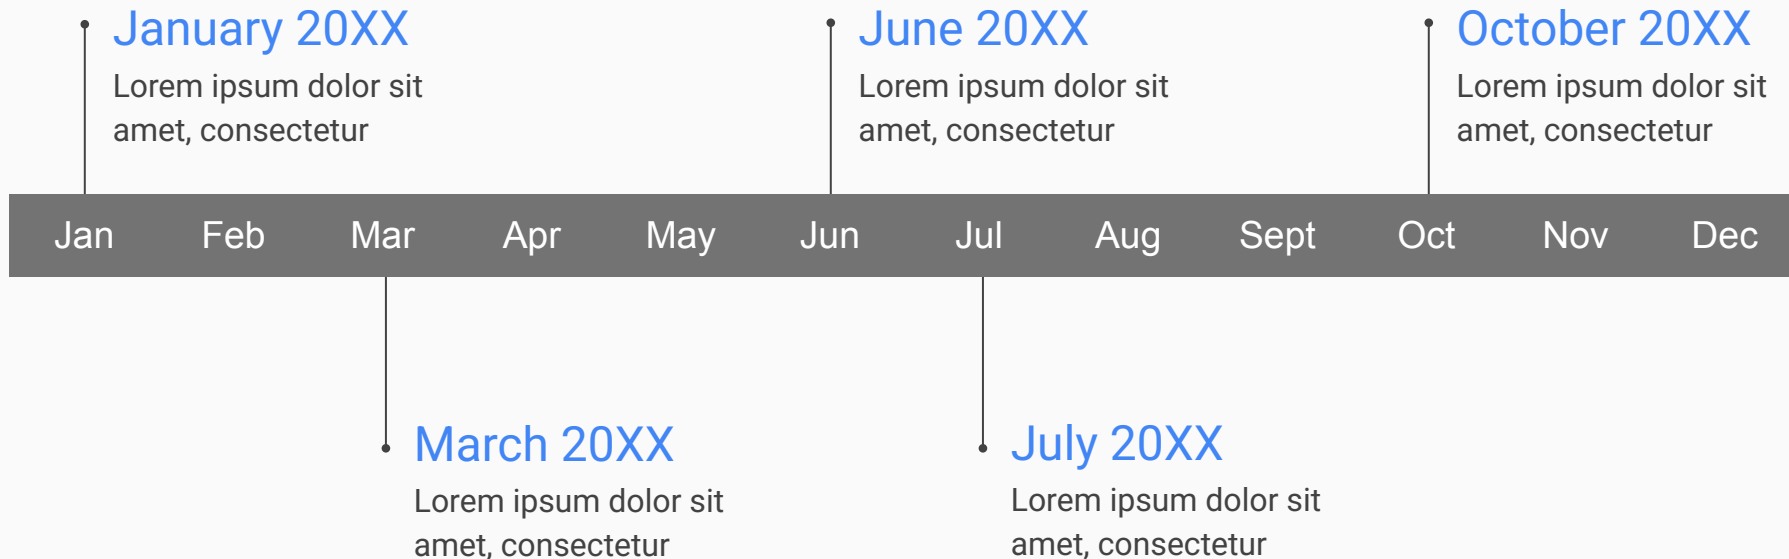 January 20XX
Lorem ipsum dolor sit
amet, consectetur
June 20XX
Lorem ipsum dolor sit
amet, consectetur
October 20XX
Lorem ipsum dolor sit
amet, consectetur
Jan Feb Mar Apr May Jun Jul Aug Sept Oct Nov Dec
March 20XX
Lorem ipsum dolor sit
amet, consectetur
July 20XX
Lorem ipsum dolor sit
amet, consectetur